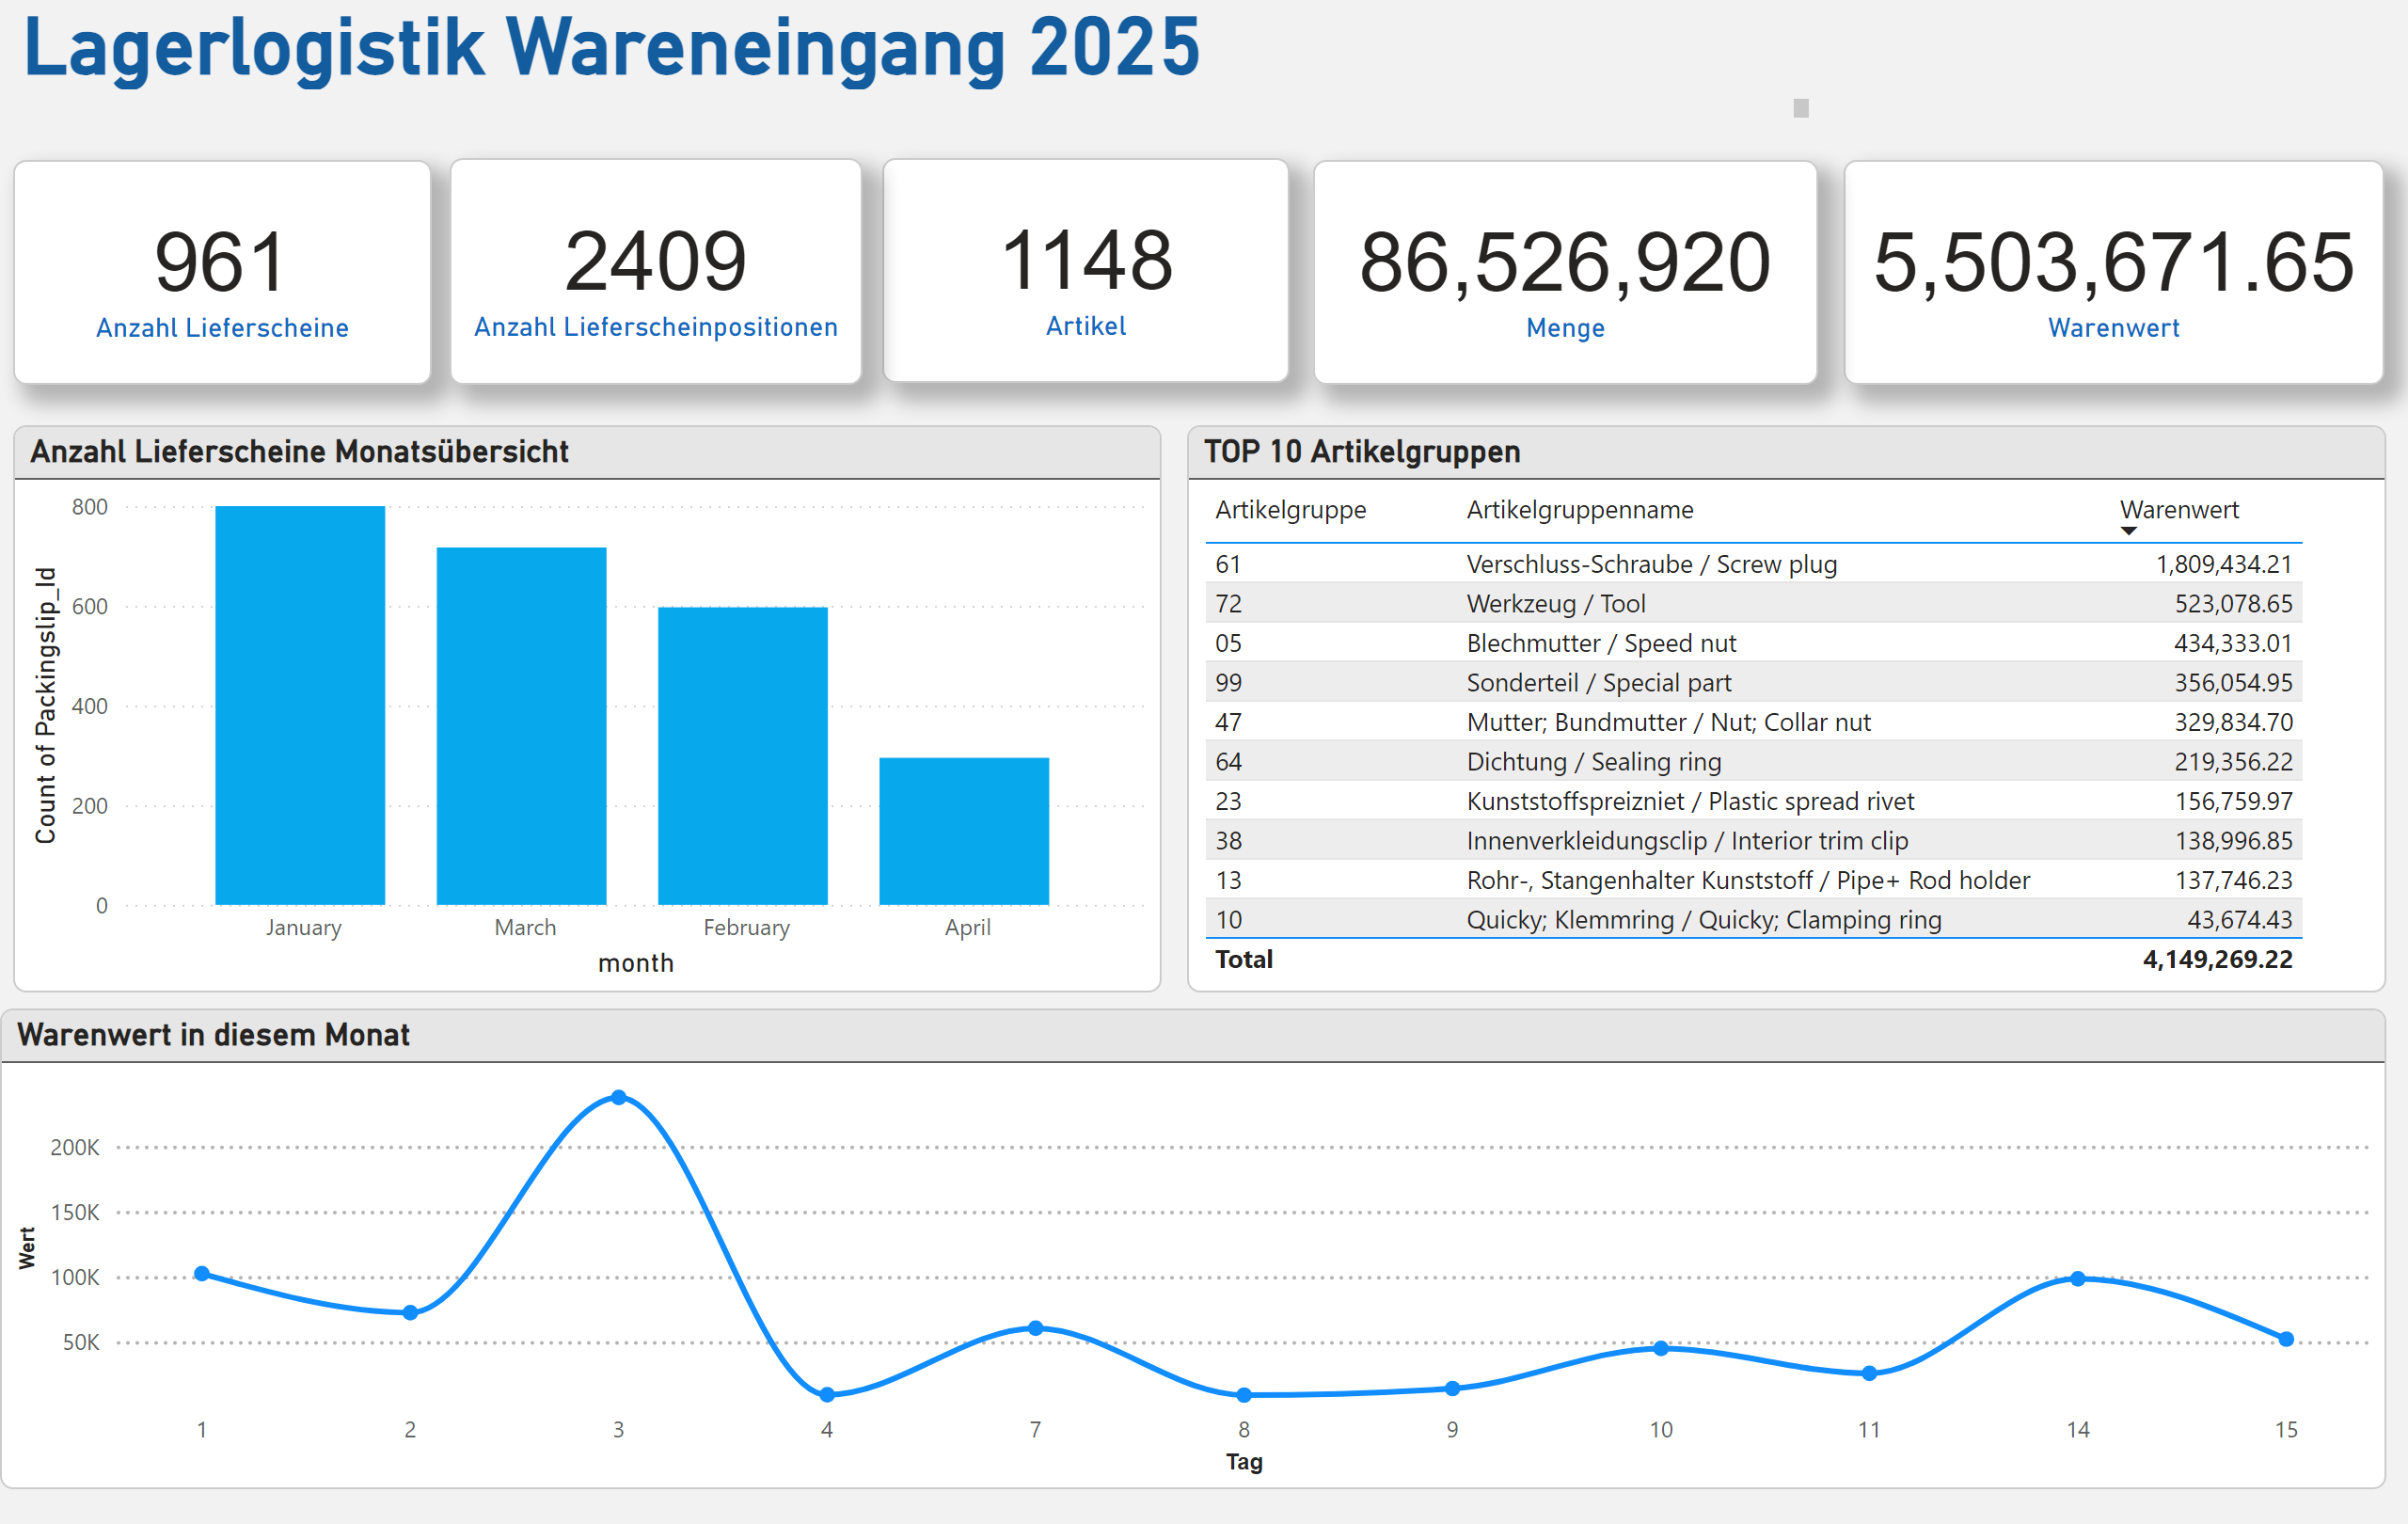 Lagerlogistik Wareneingang 2025
961
Anzahl Lieferscheine
2409
Anzahl Lieferscheinpositionen
1148
Artikel
86,526,920
Menge
5,503,671.65
Warenwert
Anzahl Lieferscheine Monatsübersicht
Count of Packingslip_Id
800
600
400
200
0
January March February April
month
TOP 10 Artikelgruppen
Artikelgruppe Artikelgruppenname Warenwert
61 Verschluss-Schraube / Screw plug 1,809,434.21
72 Werkzeug / Tool 523,078.65
05 Blechmutter / Speed nut 434,333.01
99 Sonderteil / Special part 356,054.95
47 Mutter; Bundmutter / Nut; Collar nut 329,834.70
64 Dichtung / Sealing ring 219,356.22
23 Kunststoffspreizniet / Plastic spread rivet 156,759.97
38 Innenverkleidungsclip / Interior trim clip 138,996.85
13 Rohr-, Stangenhalter Kunststoff / Pipe+ Rod holder 137,746.23
10 Quicky; Klemmring / Quicky; Clamping ring 43,674.43
Total 4,149,269.22
Warenwert in diesem Monat
Wert
200K
150K
100K
50K
1 2 3 4 7 8 9 10 11 14 15
Tag